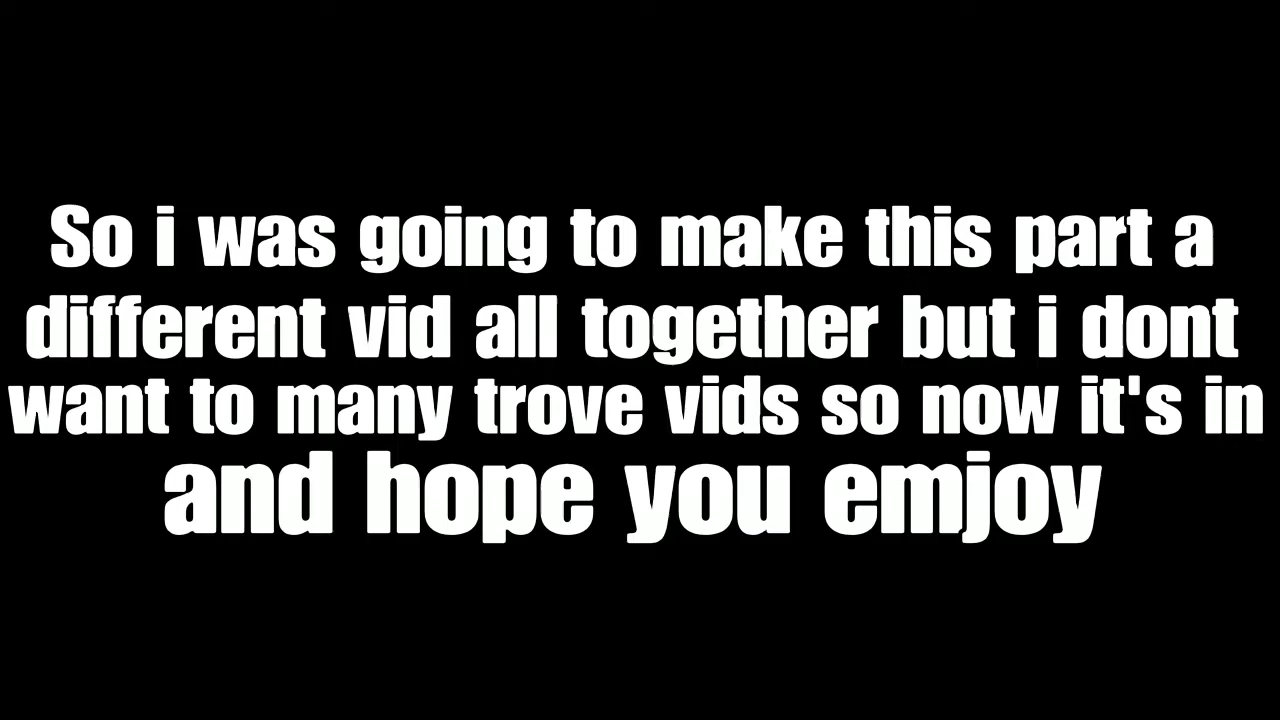 So i was going to make this part a
different vid all together but i dont
want to many trove vids so now it's in
and hope you emjoy